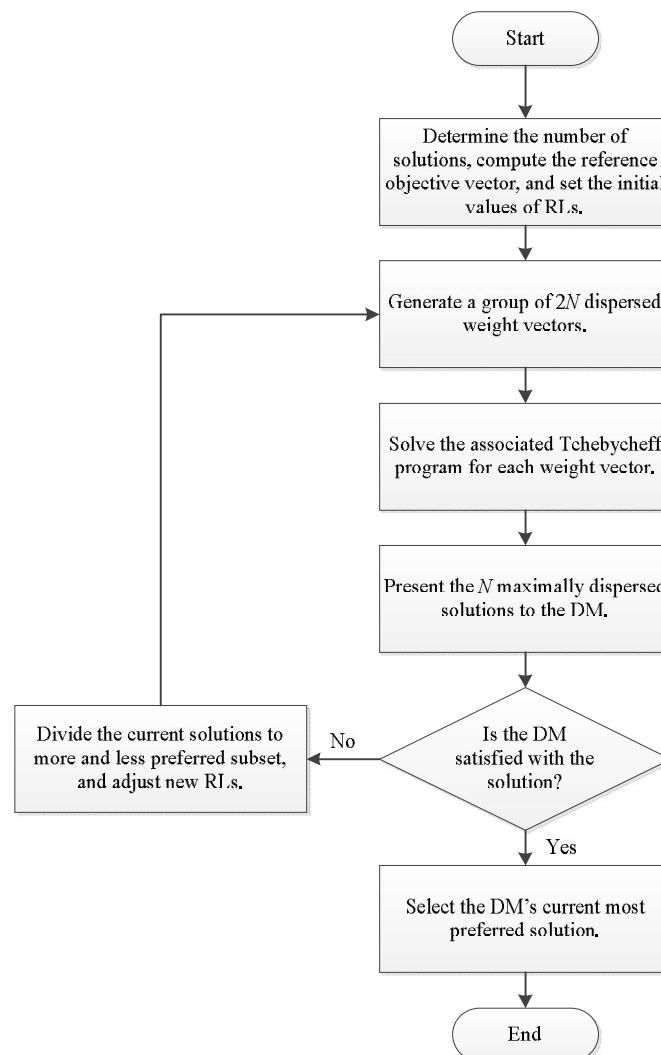 Start
Determine the number of
solutions, compute the reference
objective vector, and set the initial
values of RLs.
Generate a group of 2N dispersed
weight vectors.
Solve the associated Tchebycheff
program for each weight vector.
Present the N maximally dispersed
solutions to the DM.
Is the DM
satisfied with the
solution?
No
Divide the current solutions to
more and less preferred subset,
and adjust new RLs.
Yes
Select the DM's current most
preferred solution.
End